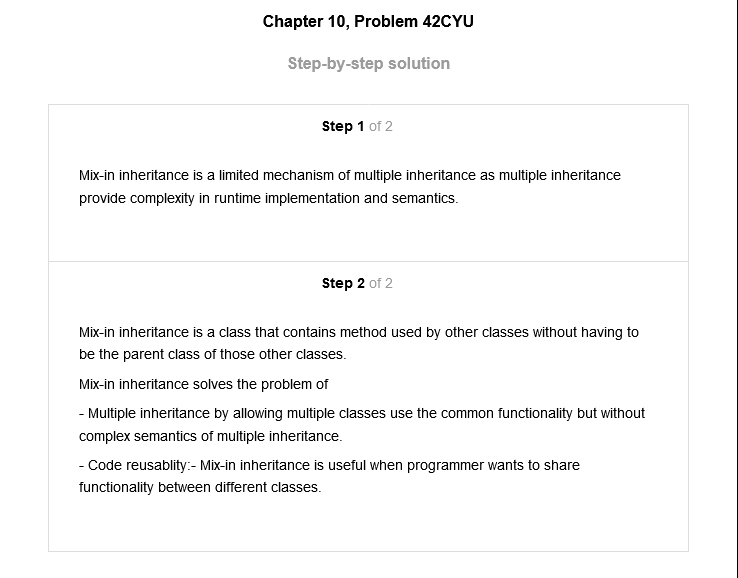 Chapter 10, Problem 42CYU
Step-by-step solution
Step 1 of 2
Mix-in inheritance is a limited mechanism of multiple inheritance as multiple inheritance
provide complexity in runtime implementation and semantics.
Step 2 of 2
Mix-in inheritance is a class that contains method used by other classes without having to
be the parent class of those other classes.
Mix-in inheritance solves the problem of
- Multiple inheritance by allowing multiple classes use the common functionality but without
complex semantics of multiple inheritance.
- Code reusablity:- Mix-in inheritance is useful when programmer wants to share
functionality between different classes.